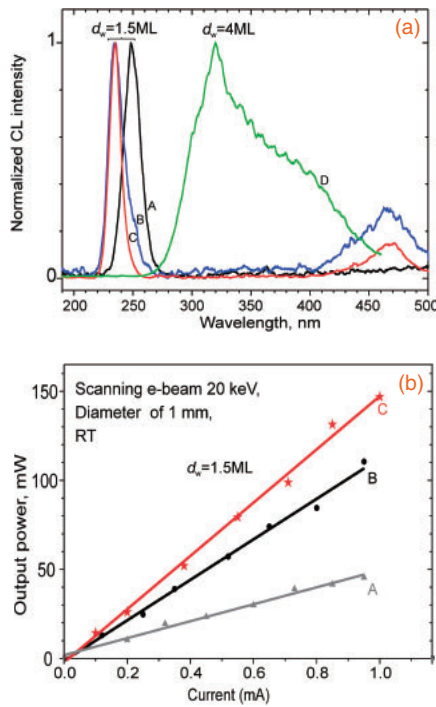 d_w=1.5ML
d_w=4ML
(a)
Normalized CL intensity
1
0
A
B
C
D
200 250 300 350 400 450 500
Wavelength, nm
(b)
Scanning e-beam 20 keV,
Diameter of 1 mm,
RT
d_w=1.5ML
C
B
A
Output power, mW
150
100
50
0
0.0 0.2 0.4 0.6 0.8 1.0
Current (mA)